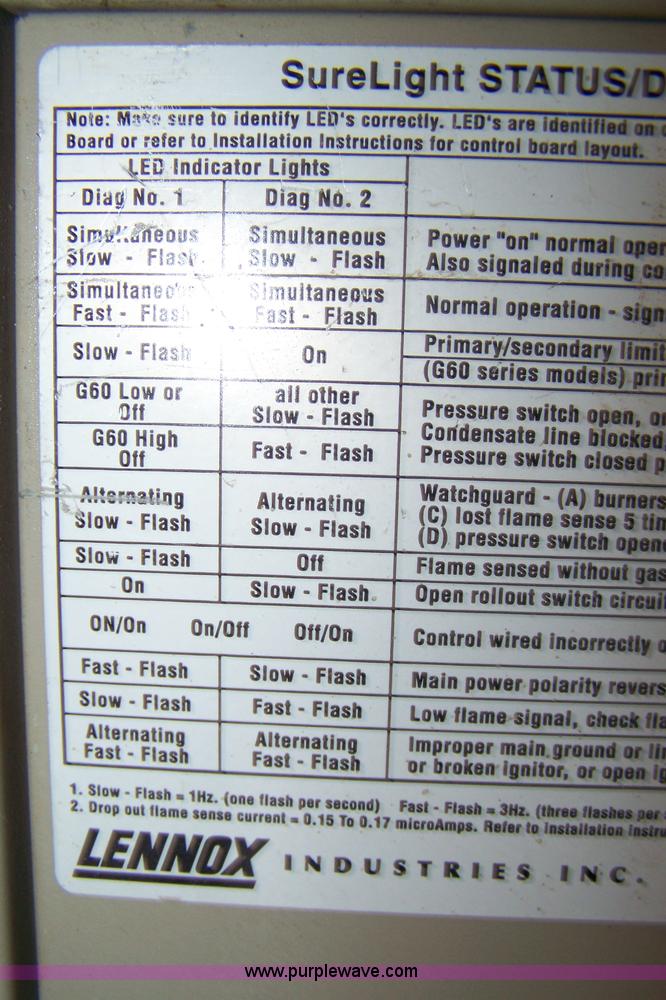 SureLight STATUS/D
Note: Make sure to identify LED's correctly. LED's are identified on
Board or refer to Installation Instructions for control board layout.
LED Indicator Lights
Diag No. 1 Diag No. 2
Simultaneous Simultaneous Power "on" normal oper
Slow - Flash Slow - Flash Also signaled during co
Simultaneous Simultaneous Normal operation - sign
Fast - Flash Fast - Flash
Slow - Flash On Primary/secondary limit
(G60 series models) pri
G60 Low or all other Pressure switch open, o
Off Slow - Flash Condensate line blocked
G60 High Fast - Flash Pressure switch closed p
Off
Alternating Alternating Watchguard - (A) burners
Slow - Flash Slow - Flash (C) lost flame sense 5 tim
(D) pressure switch opene
Slow - Flash Off Flame sensed without gas
On Slow - Flash. Open rollout switch circuit
ON/On On/Off Off/On Control wired incorrectly o
Fast - Flash Slow - Flash Main power polarity revers
Slow - Flash Fast - Flash Low flame signal, check fla
Alternating Alternating Improper main ground or li
Fast - Flash Fast - Flash or broken ignitor, or open ig
1. Slow - Flash = 1Hz. (one flash per second) Fast - Flash = 3Hz. (three flashes per
2. Drop out flame sense current = 0.15 To 0.17 microAmps. Refer to Installation Instru
LENNOX INDUSTRIES INC.
www.purplewave.com